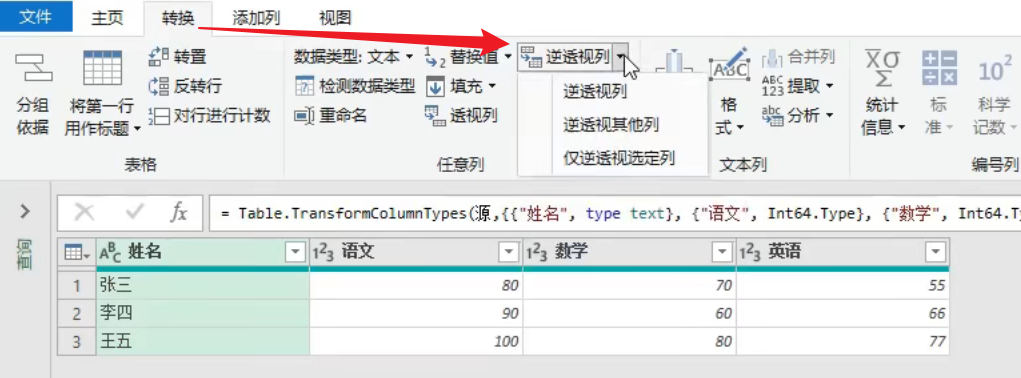 文件 主页 转换 添加列 视图
分组依据 将第一行用作标题 转置 数据类型: 文本 替换值 逆透视列 合并列
反转行 检测数据类型 填充 逆透视列 格式 提取 统计信息 标准 科学记数
对行进行计数 重命名 透视列 逆透视其他列 分析
仅逆透视选定列
表格 任意列 文本列 编号列
= Table.TransformColumnTypes(源,{{"姓名", type text}, {"语文", Int64.Type}, {"数学", Int64.T
查询
姓名 语文 数学 英语
1 张三 80 70 55
2 李四 90 60 66
3 王五 100 80 77